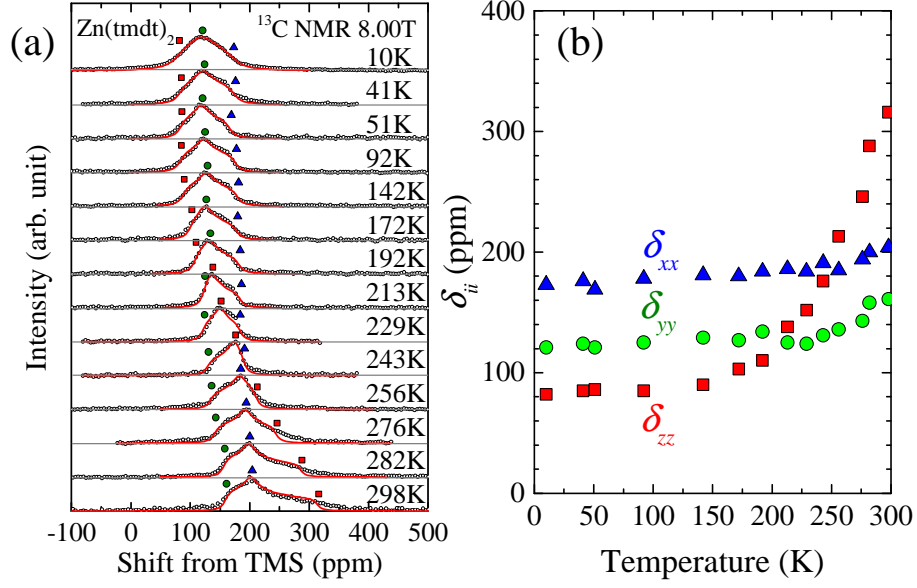 (a)
Zn(tmdt)₂
¹³C NMR 8.00T
10K
41K
51K
92K
142K
172K
192K
213K
229K
243K
256K
276K
282K
298K
Intensity (arb. unit)
-100 0 100 200 300 400 500
Shift from TMS (ppm)
(b)
400
300
200
100
0
δii (ppm)
δxx
δyy
δzz
0 50 100 150 200 250 300
Temperature (K)